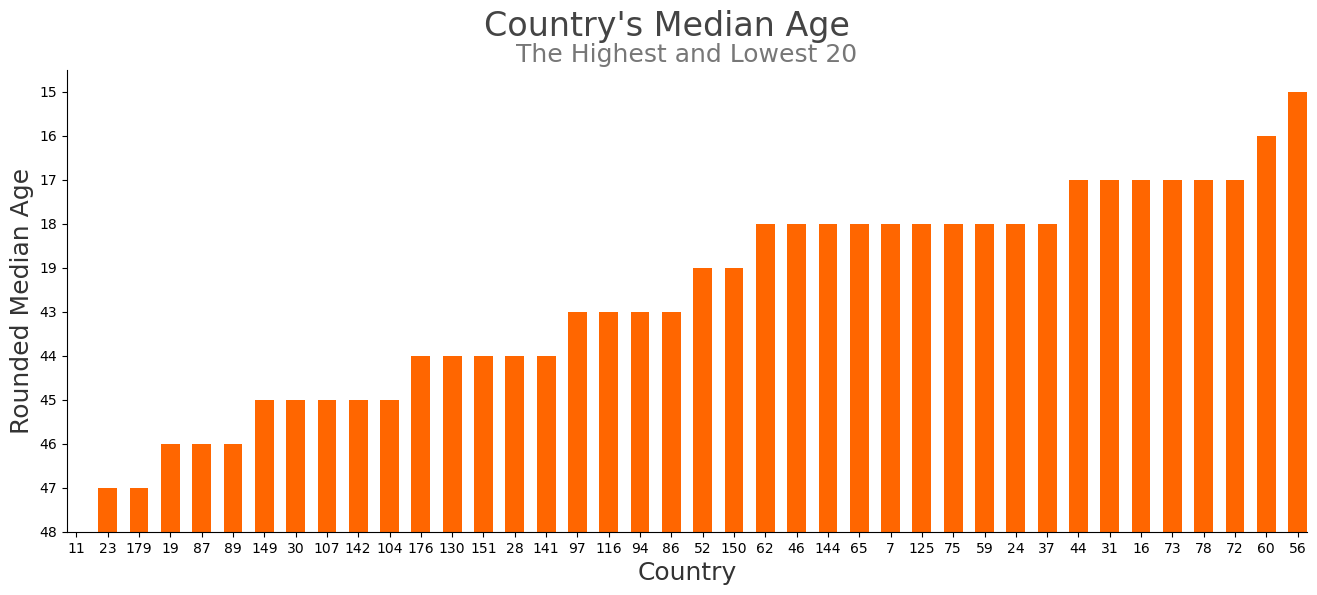 Country's Median Age
The Highest and Lowest 20
Rounded Median Age
15
16
17
18
19
43
44
45
46
47
48
11 23 179 19 87 89 149 30 107 142 104 176 130 151 28 141 97 116 94 86 52 150 62 46 144 65 7 125 75 59 24 37 44 31 16 73 78 72 60 56
Country